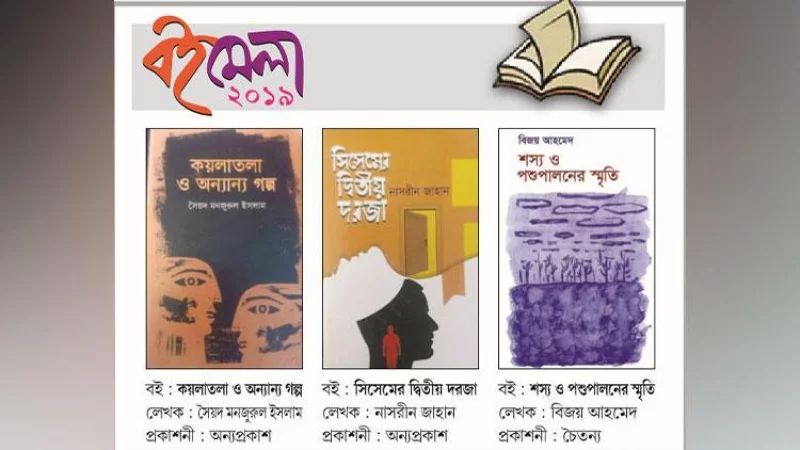 বইমেলা
২০১৯
কয়লাতলা
ও অন্যান্য গল্প
সৈয়দ মনজুরুল ইসলাম
সিসেমের
দ্বিতীয়
দরজা
নাসরীন জাহান
বিজয় আহমেদ
শস্য ও
পশুপালনের স্মৃতি
বই : কয়লাতলা ও অন্যান্য গল্প
লেখক : সৈয়দ মনজুরুল ইসলাম
প্রকাশনী : অন্যপ্রকাশ
বই : সিসেমের দ্বিতীয় দরজা
লেখক : নাসরীন জাহান
প্রকাশনী : অন্যপ্রকাশ
বই : শস্য ও পশুপালনের স্মৃতি
লেখক : বিজয় আহমেদ
প্রকাশনী : চৈতন্য